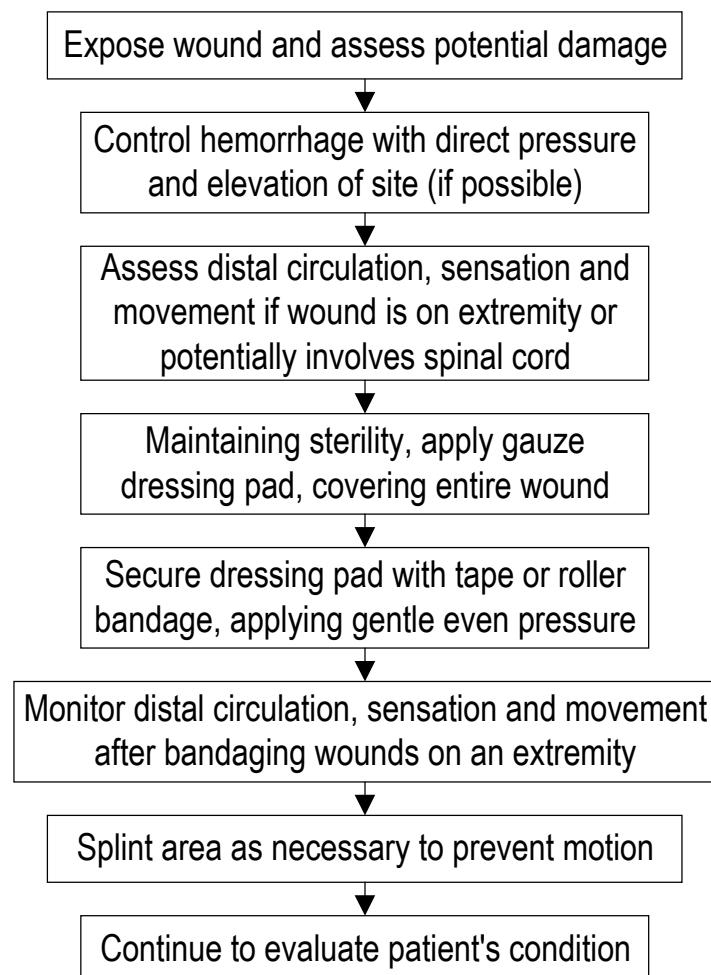 Expose wound and assess potential damage
Control hemorrhage with direct pressure
and elevation of site (if possible)
Assess distal circulation, sensation and
movement if wound is on extremity or
potentially involves spinal cord
Maintaining sterility, apply gauze
dressing pad, covering entire wound
Secure dressing pad with tape or roller
bandage, applying gentle even pressure
Monitor distal circulation, sensation and movement
after bandaging wounds on an extremity
Splint area as necessary to prevent motion
Continue to evaluate patient's condition